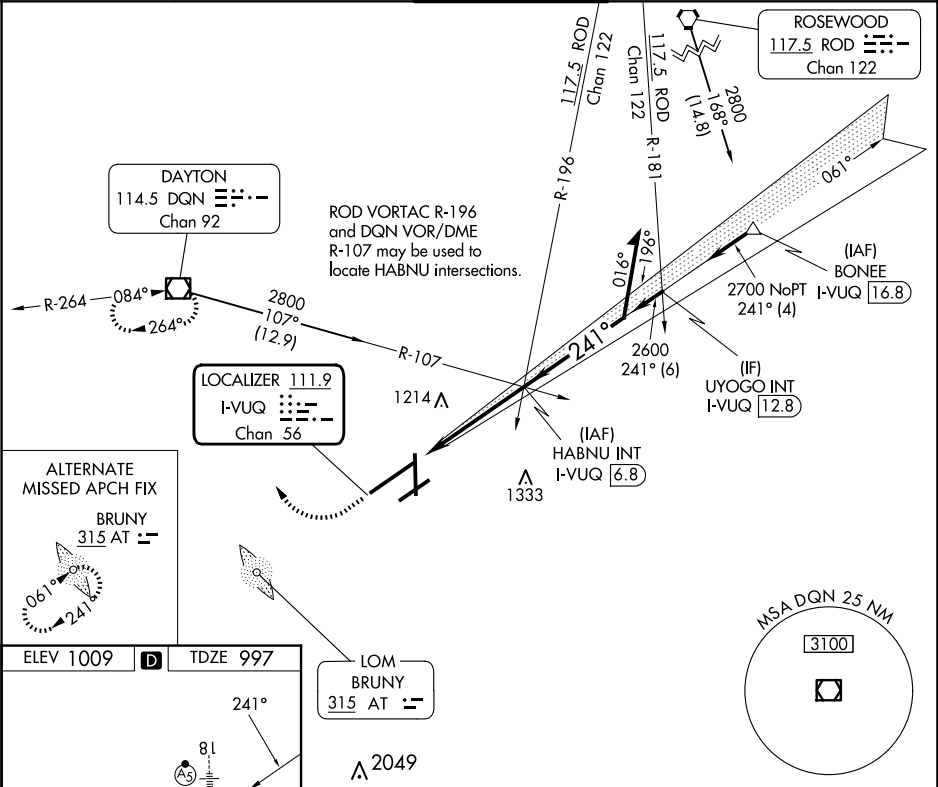 ROSEWOOD
117.5 ROD
Chan 122
117.5 ROD
Chan 122
R-196
117.5 ROD
Chan 122
R-181
2800
168°
(14.8)
061°
DAYTON
114.5 DQN
Chan 92
ROD VORTAC R-196
and DQN VOR/DME
R-107 may be used to
locate HABNU intersections.
R-264
084°
264°
2800
107°
(12.9)
R-107
016°
196°
241°
(IAF)
BONEE
I-VUQ 16.8
2700 NoPT
241° (4)
2600
241° (6)
(IF)
UYOGO INT
I-VUQ 12.8
LOCALIZER 111.9
I-VUQ
Chan 56
1214
(IAF)
HABNU INT
I-VUQ 6.8
1333
ALTERNATE
MISSED APCH FIX
BRUNY
315 AT
061°
241°
LOM
BRUNY
315 AT
MSA DQN 25 NM
3100
ELEV 1009 D TDZE 997
241°
18
A5
2049